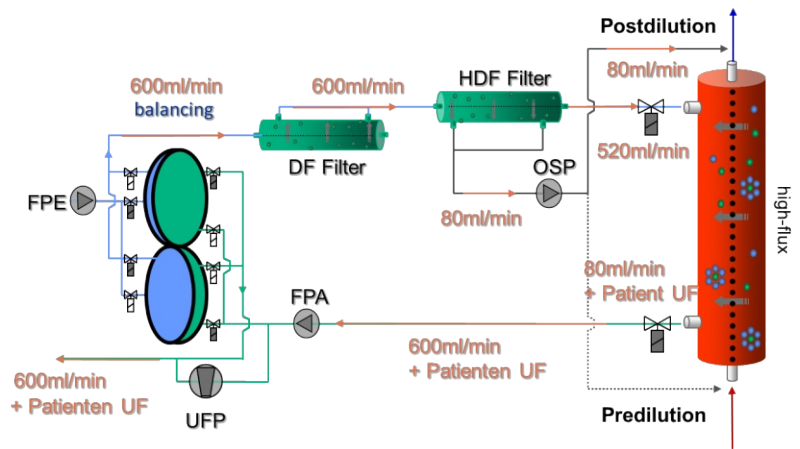 Postdilution
80ml/min
600ml/min
balancing
600ml/min
HDF Filter
DF Filter
OSP
520ml/min
FPE
80ml/min
high-flux
80ml/min
+ Patient UF
FPA
600ml/min
+ Patienten UF
600ml/min
+ Patienten UF
UFP
Predilution